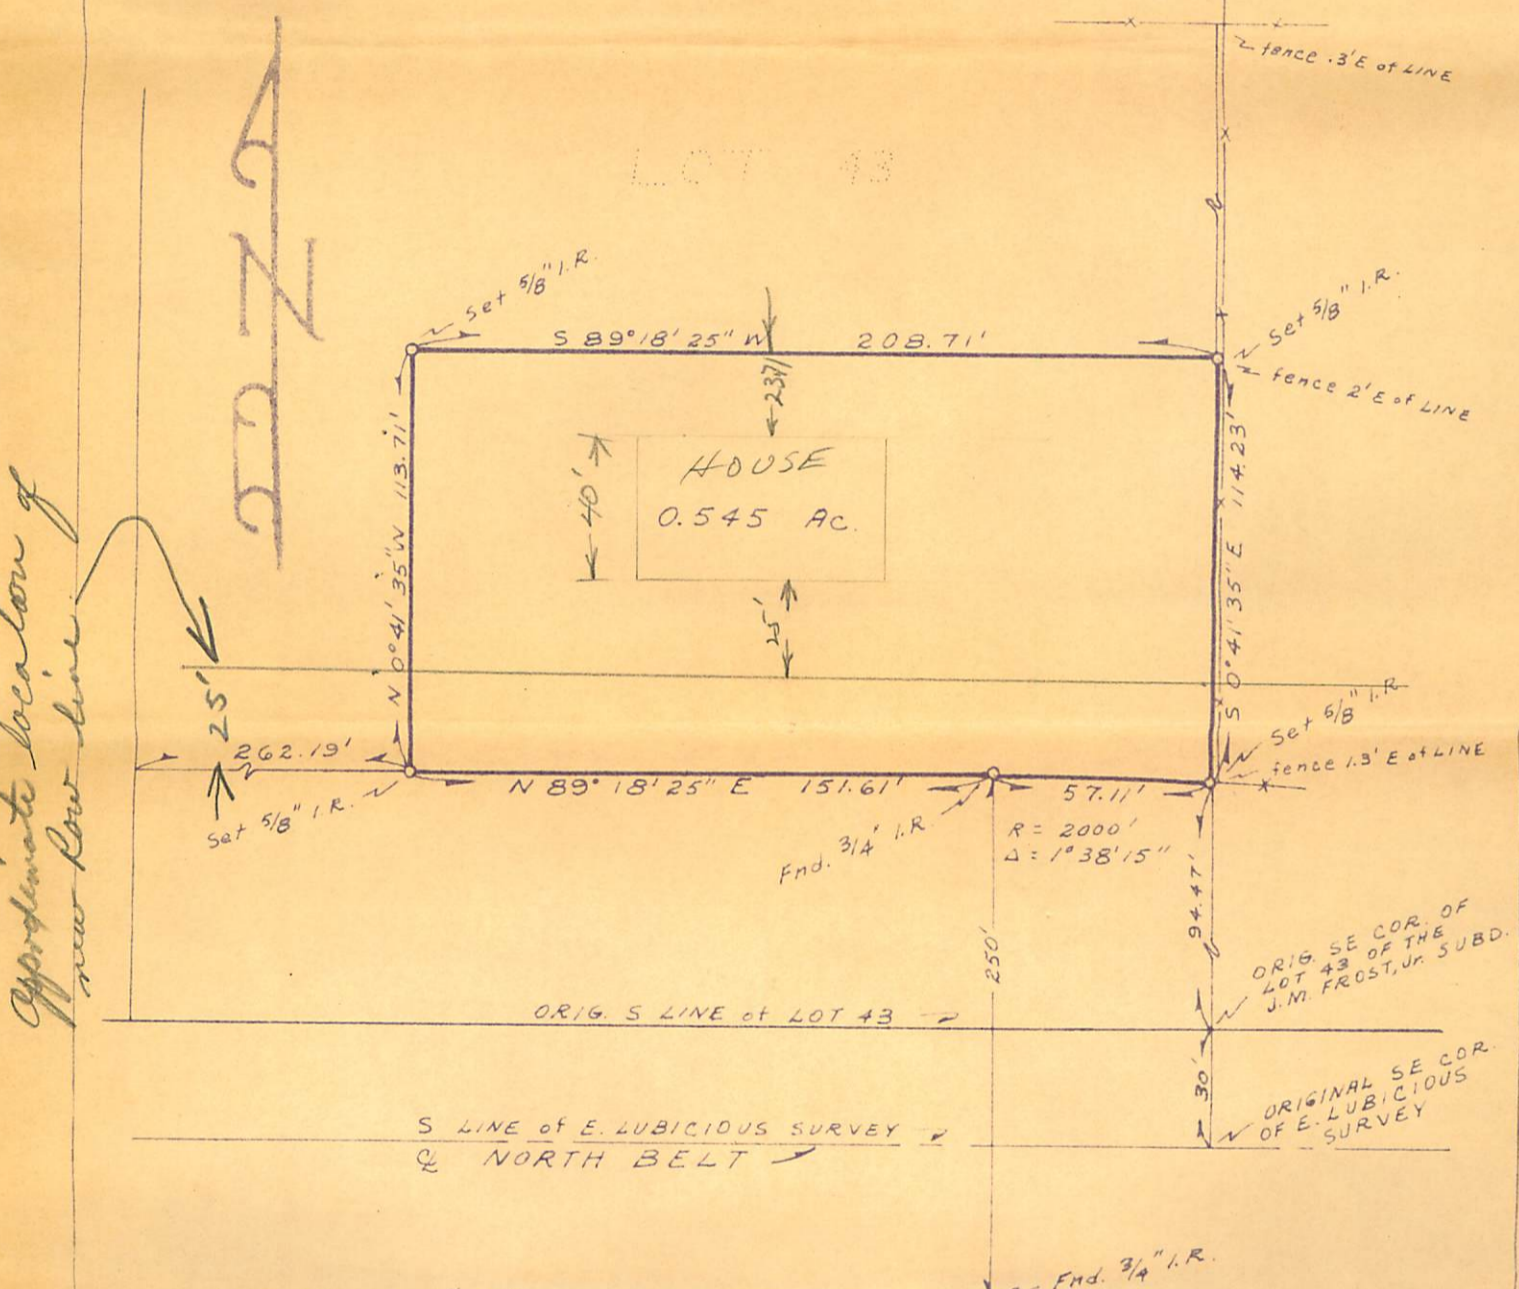 fence .3'E of LINE
LOT 43
N
Set 5/8" I.R.
Set 5/8" I.R.
S 89°18'25" W 208.71'
fence 2'E of LINE
N 0°41'35"W 113.71'
S 0°41'35"E 114.23'
HOUSE
0.545 AC.
40'
25'
Approximate location of
new Row line
25'
262.19'
Set 5/8" I.R.
N 89°18'25" E 151.61'
57.11'
R = 2000'
Δ = 1°38'15"
Set 5/8" I.R
fence 1.3' E of LINE
Fnd. 3/4' I.R.
250'
94.47'
ORIG. SE COR. OF
LOT 43 OF THE
J.M. FROST, Jr. SUBD.
ORIG. S LINE of LOT 43
30'
ORIGINAL SE COR.
OF E. LUBICIOUS
SURVEY
S LINE of E. LUBICIOUS SURVEY
℄ NORTH BELT
Fnd. 3/4" I.R.